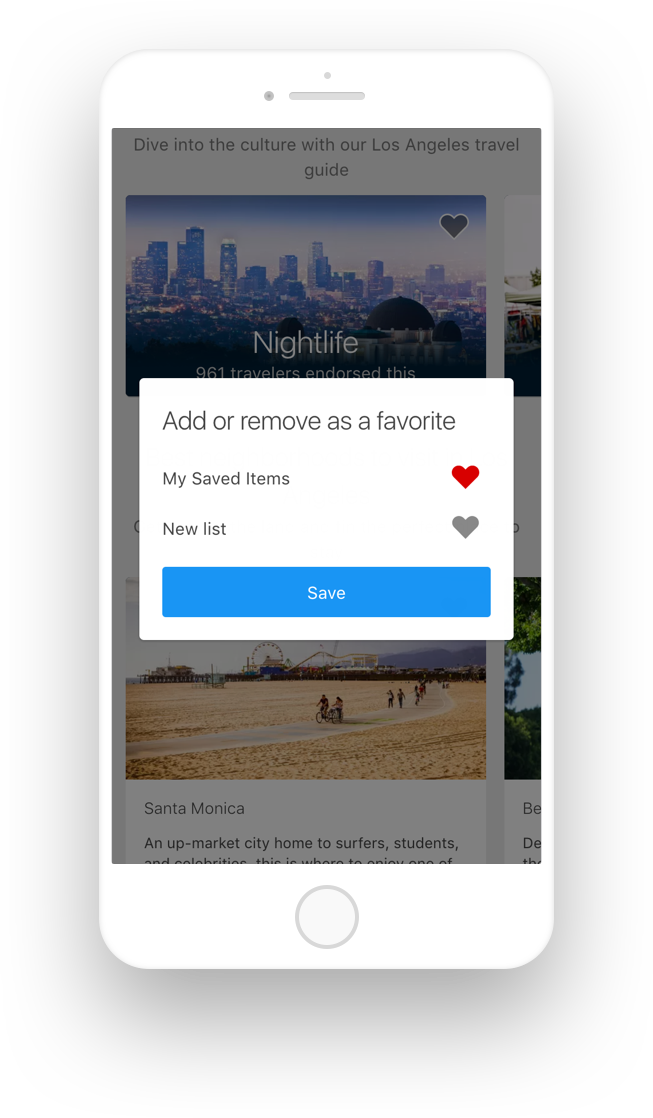 Dive into the culture with our Los Angeles travel
guide
Nightlife
961 travelers endorsed this
Add or remove as a favorite
My Saved Items
New list
Save
Santa Monica
Be
An up-market city home to surfers, students,
De
and celebrities, this is where to enjoy one of
the